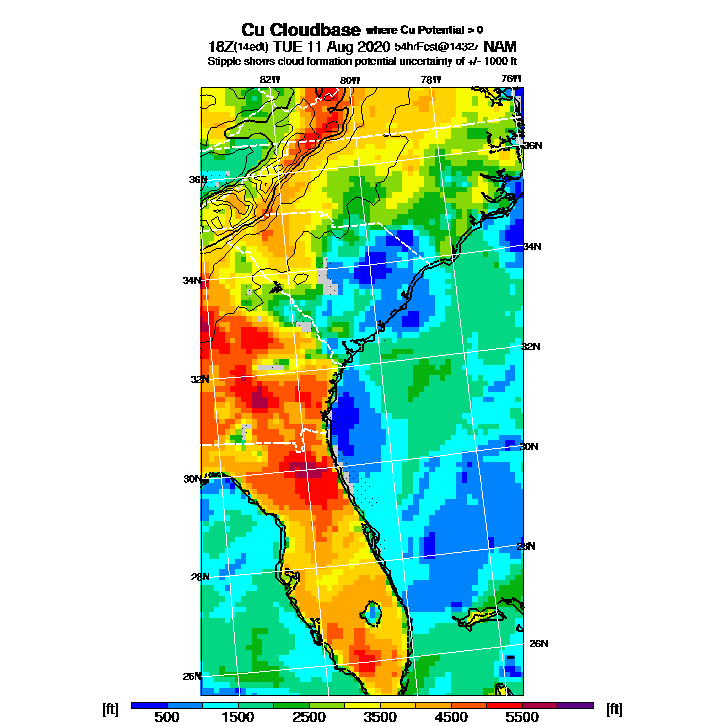 Cu Cloudbase where Cu Potential > 0
18Z(14edt) TUE 11 Aug 2020 54hrFcst@1432z NAM
Stipple shows cloud formation potential uncertainty of +/- 1000 ft
82W 80W 78W 76W
36N
36N
34N
34N
32N
32N
30N
30N
28N
28N
26N
26N
[ft] [ft]
500 1500 2500 3500 4500 5500